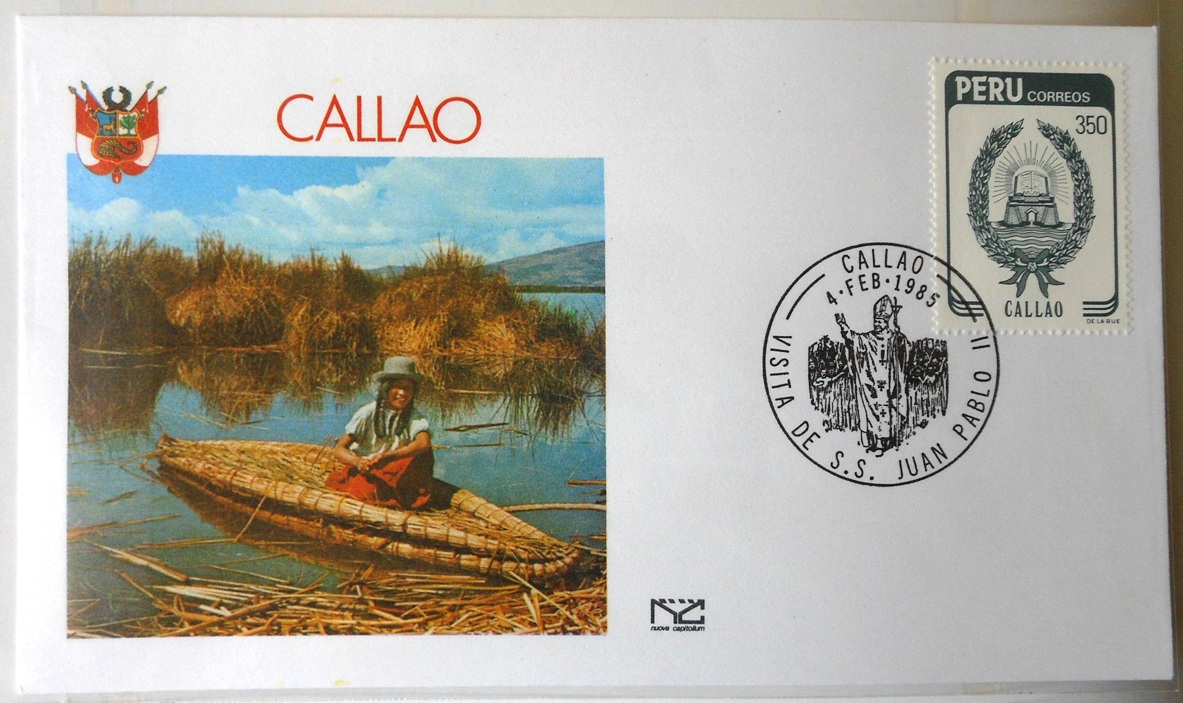 CALLAO
PERU CORREOS
350
CALLAO
DE LA RUE
CALLAO
4·FEB·1985
VISITA DE S.S. JUAN PABLO II
nuova capitolium